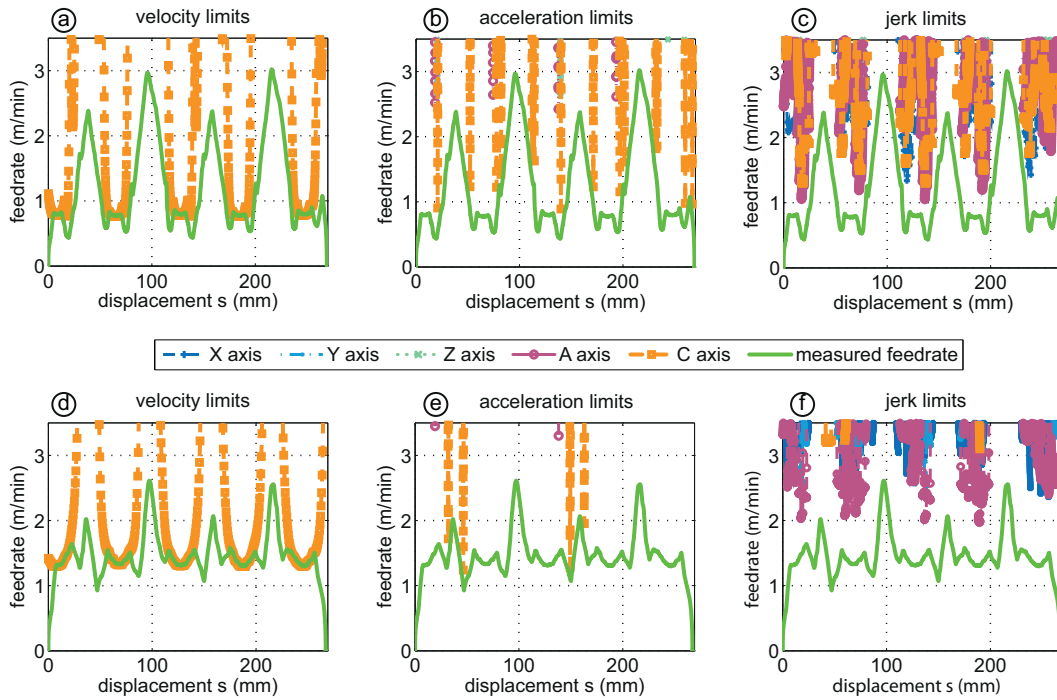 a velocity limits
b acceleration limits
c jerk limits
feedrate (m/min)
3
2
1
0
0 100 200
displacement s (mm)
feedrate (m/min)
3
2
1
0
0 100 200
displacement s (mm)
feedrate (m/min)
3
2
1
0
0 100 200
displacement s (mm)
X axis Y axis Z axis A axis C axis measured feedrate
d velocity limits
e acceleration limits
f jerk limits
feedrate (m/min)
3
2
1
0
0 100 200
displacement s (mm)
feedrate (m/min)
3
2
1
0
0 100 200
displacement s (mm)
feedrate (m/min)
3
2
1
0
0 100 200
displacement s (mm)